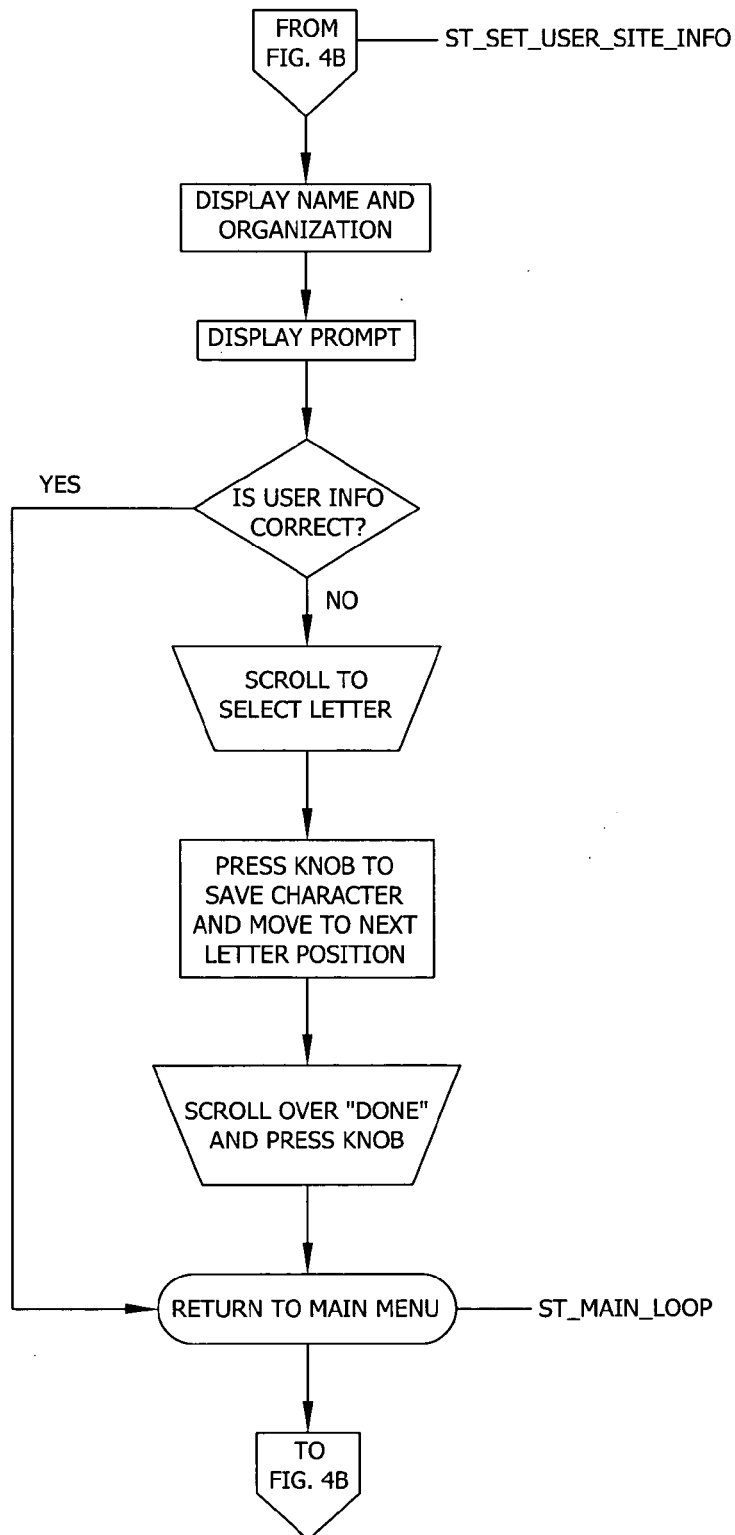 FROM
FIG. 4B
ST_SET_USER_SITE_INFO
DISPLAY NAME AND
ORGANIZATION
DISPLAY PROMPT
YES
IS USER INFO
CORRECT?
NO
SCROLL TO
SELECT LETTER
PRESS KNOB TO
SAVE CHARACTER
AND MOVE TO NEXT
LETTER POSITION
SCROLL OVER "DONE"
AND PRESS KNOB
RETURN TO MAIN MENU
ST_MAIN_LOOP
TO
FIG. 4B